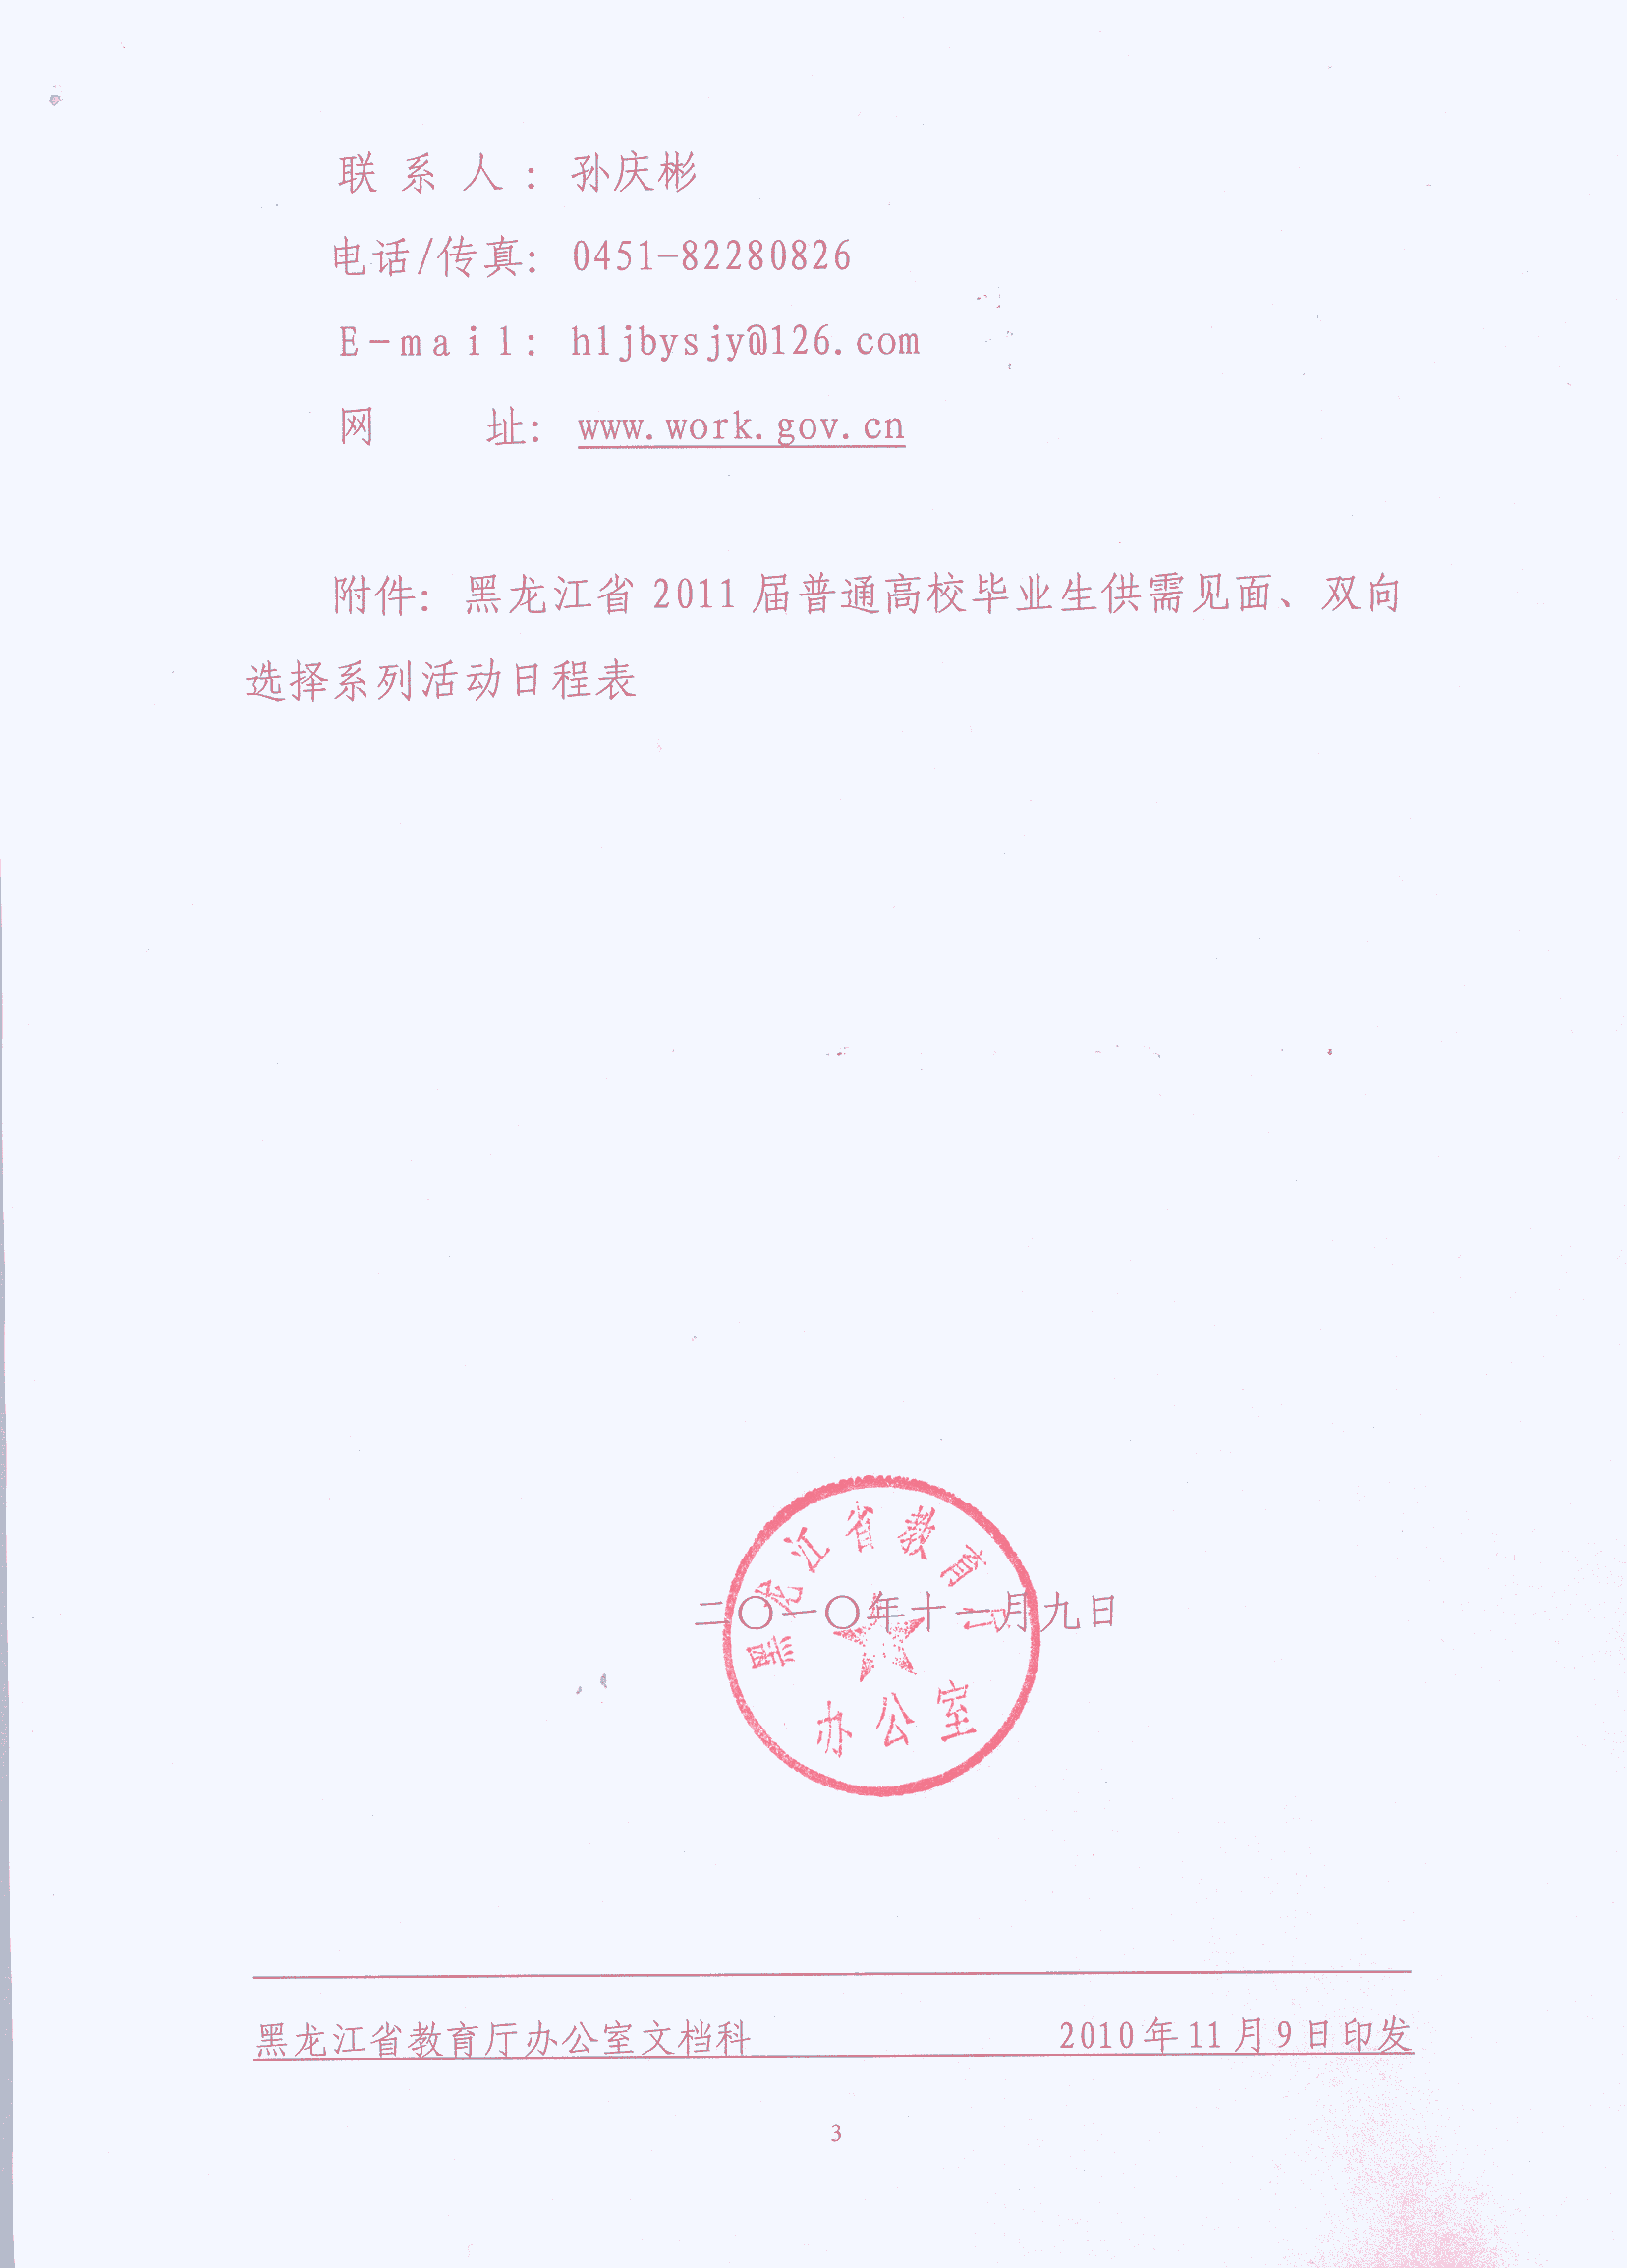 联 系 人 : 孙庆彬
电话/传真: 0451-82280826
E-mail: hljbysjy@126.com
网 址: www.work.gov.cn
附件: 黑龙江省 2011 届普通高校毕业生供需见面、双向
选择系列活动日程表
黑龙江省教育厅
二〇一〇年十一月九日
办公室
黑龙江省教育厅办公室文档科 2010年11月9日印发
3